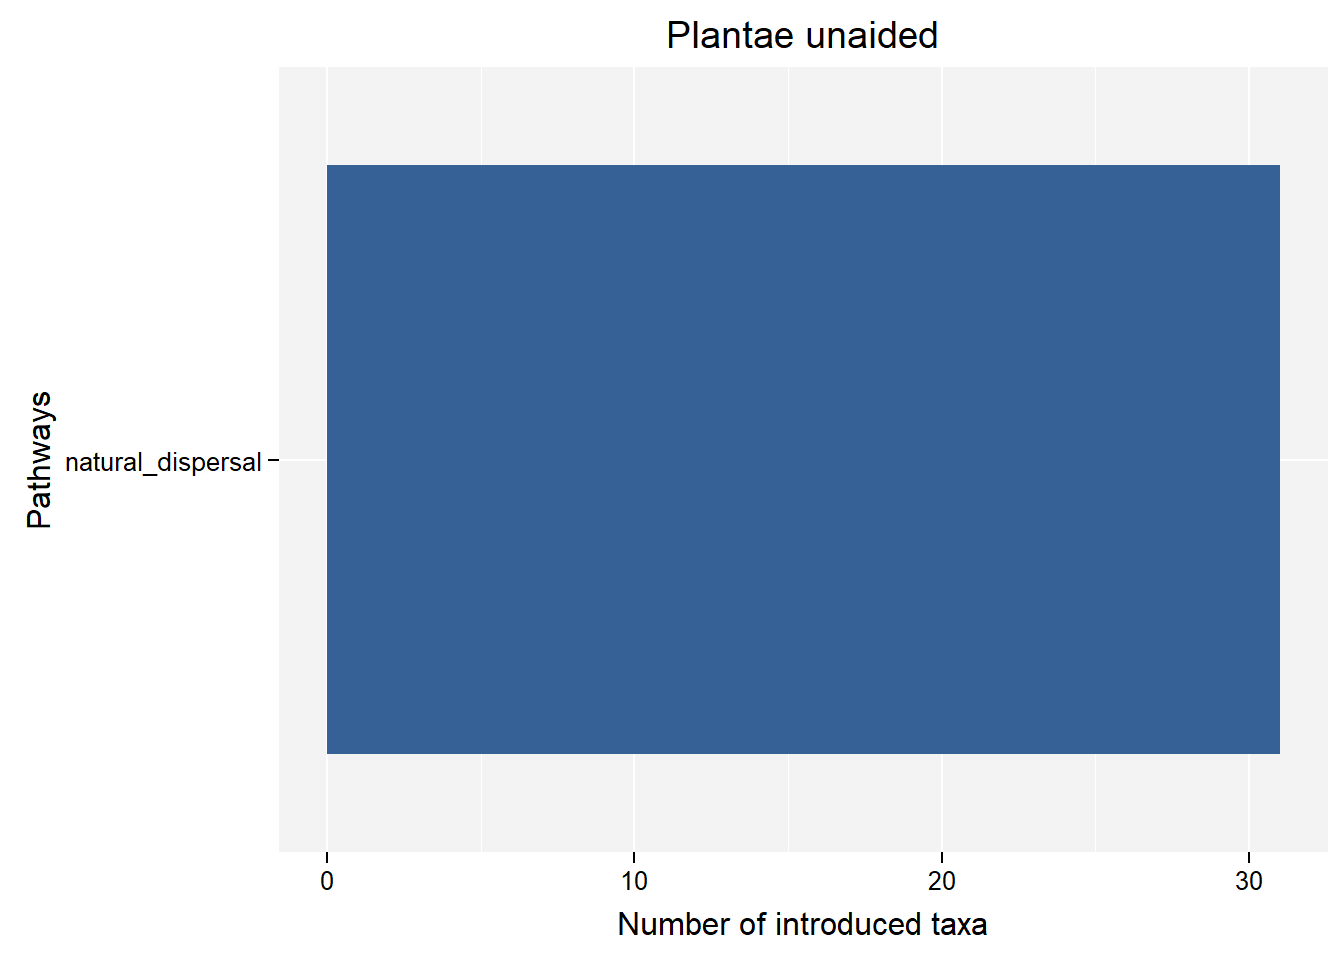 Plantae unaided
Pathways
natural_dispersal
0 10 20 30
Number of introduced taxa